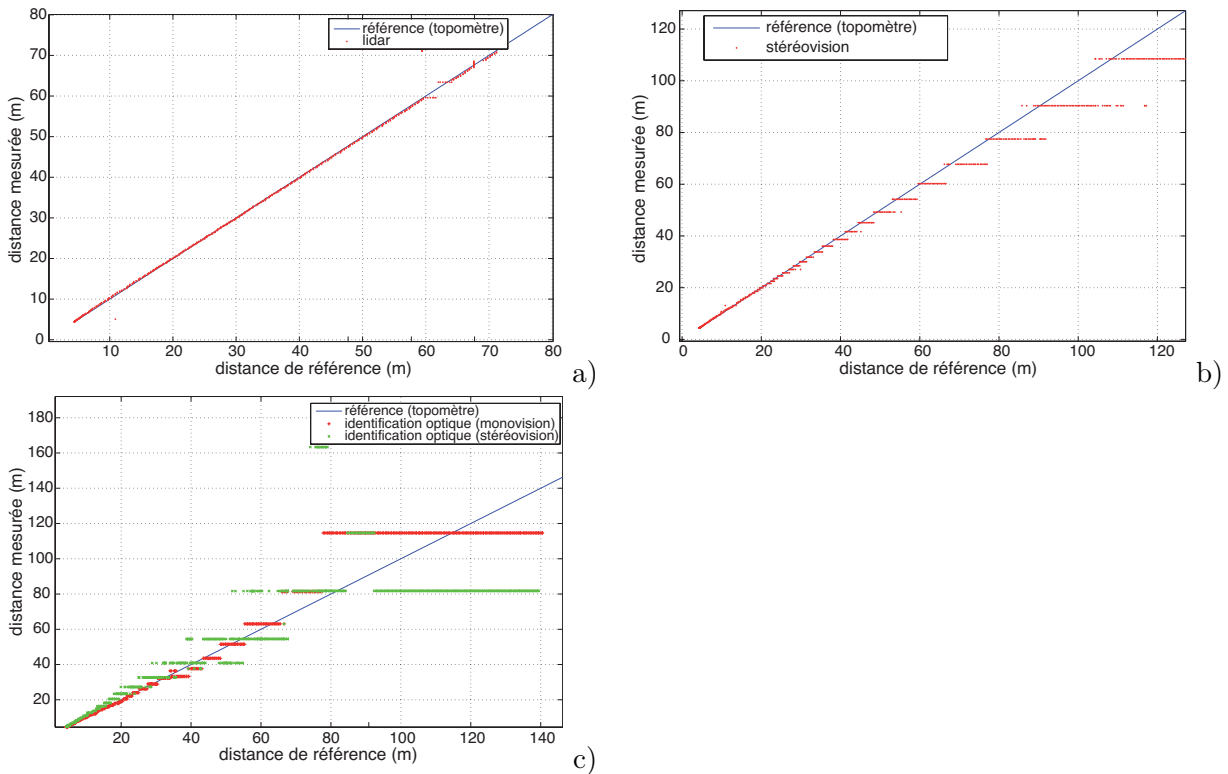 80
70
60
50
40
30
20
10
0
10
20
30
40
50
60
70
80
distance mesurée (m)
distance de référence (m)
référence (topomètre)
lidar
a)
120
100
80
60
40
20
0
0
20
40
60
80
100
120
distance mesurée (m)
distance de référence (m)
référence (topomètre)
stéréovision
b)
180
160
140
120
100
80
60
40
20
20
40
60
80
100
120
140
distance mesurée (m)
distance de référence (m)
référence (topomètre)
identification optique (monovision)
identification optique (stéréovision)
c)